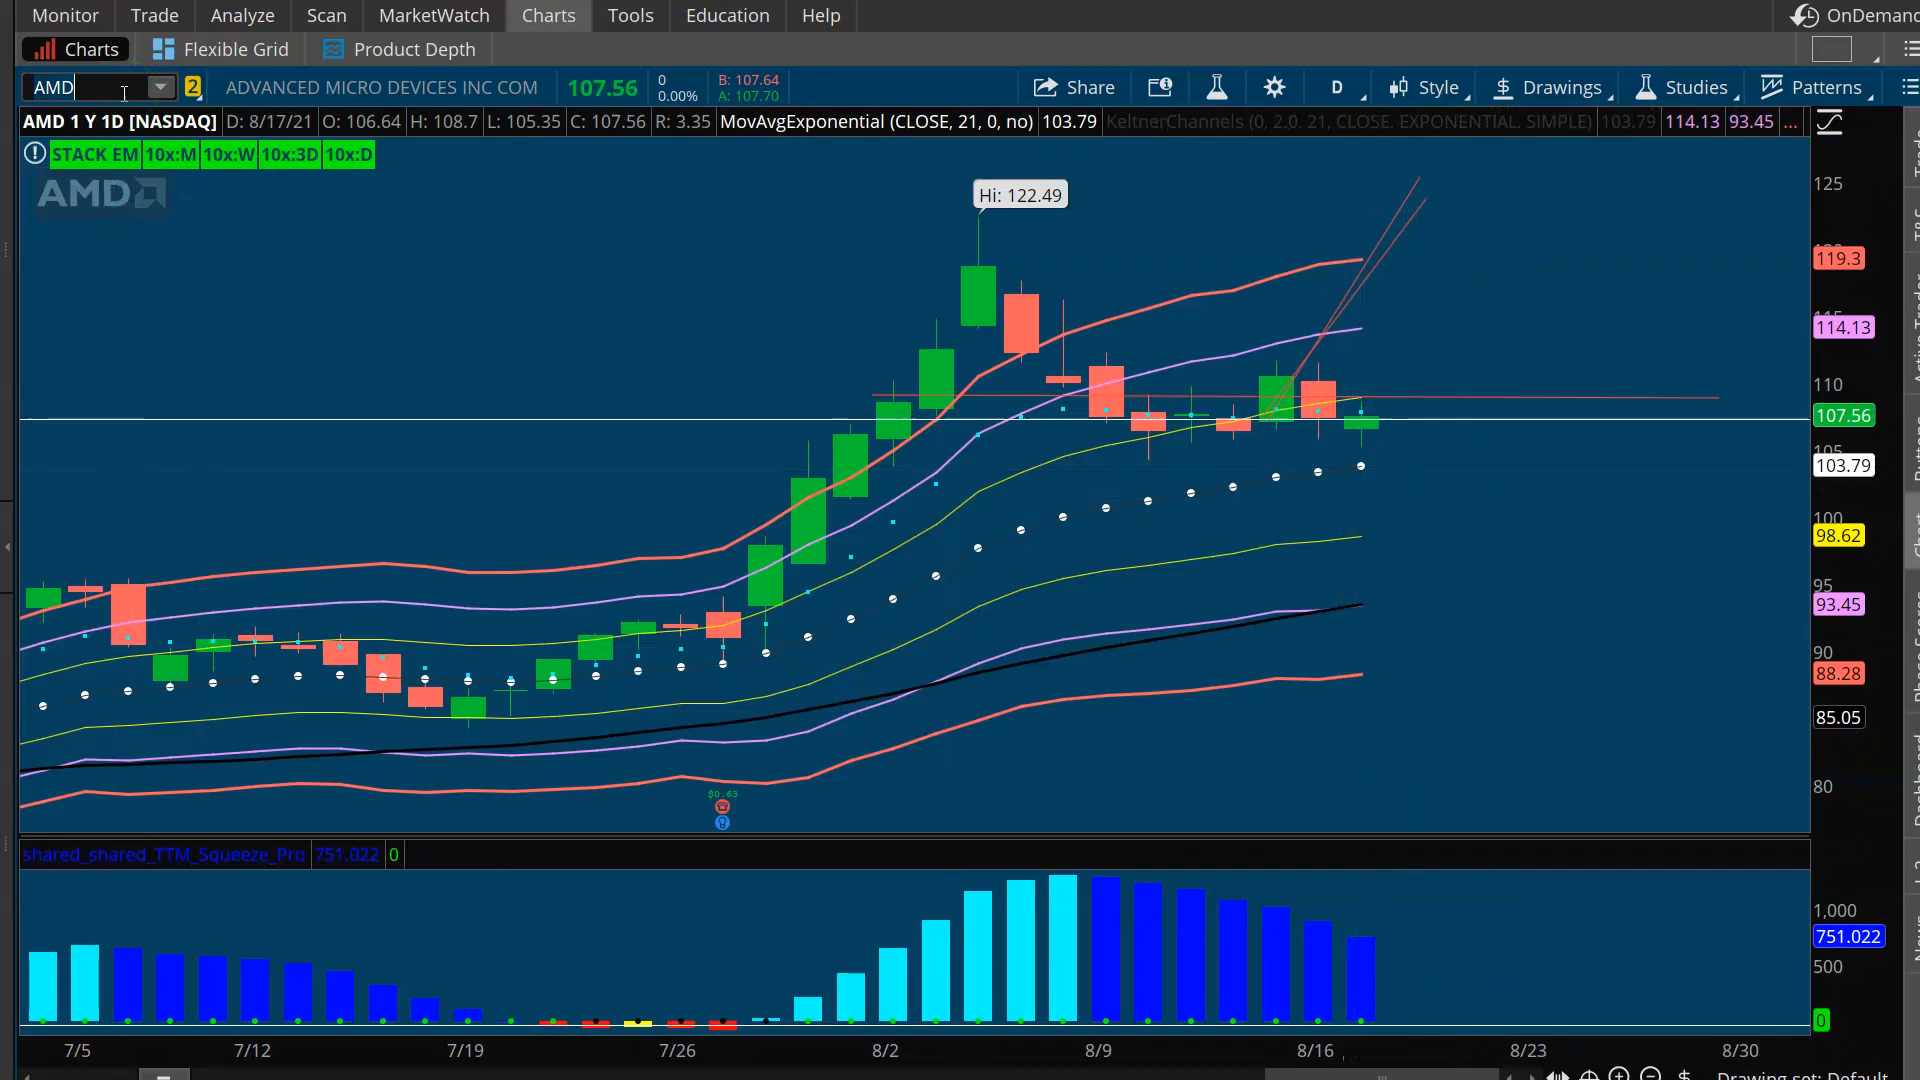 Monitor Trade Analyze Scan MarketWatch Charts Tools Education Help OnDemand
Charts Flexible Grid Product Depth
AMD 2 ADVANCED MICRO DEVICES INC COM 107.56 0 0.00% B: 107.64 A: 107.70 Share D Style Drawings Studies Patterns
AMD 1 Y 1D [NASDAQ] D: 8/17/21 O: 106.64 H: 108.7 L: 105.35 C: 107.56 R: 3.35 MovAvgExponential (CLOSE, 21, 0, no) 103.79 KeltnerChannels (0, 2.0, 21, CLOSE, EXPONENTIAL, SIMPLE) 103.79 114.13 93.45 ...
STACK EM 10x:M 10x:W 10x:3D 10x:D
AMD
Hi: 122.49
125
119.3
114.13
110
107.56
103.79
100
98.62
95
93.45
90
88.28
85.05
80
$0.63
shared_shared_TTM_Squeeze_Pro 751.022 0
1,000
751.022
500
0
7/5 7/12 7/19 7/26 8/2 8/9 8/16 8/23 8/30
Drawing set: Default